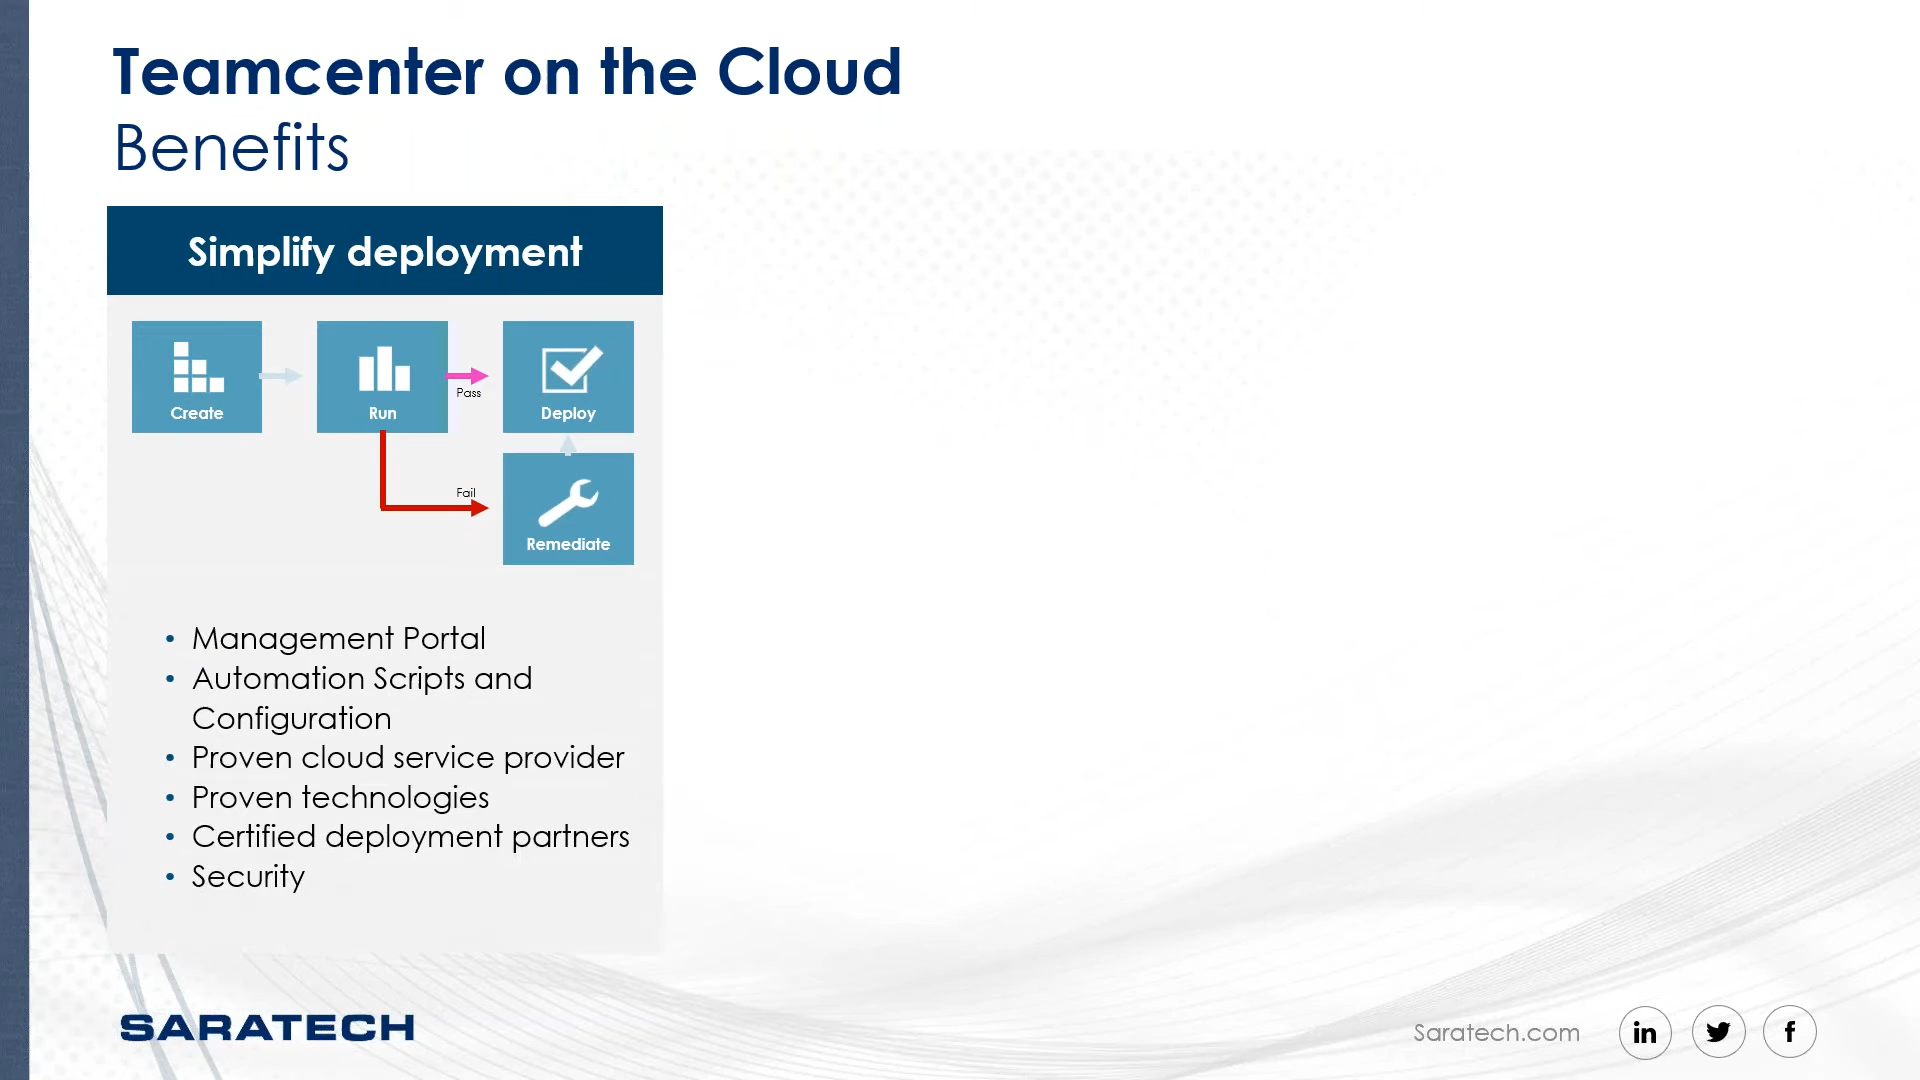 Teamcenter on the Cloud
Benefits
Simplify deployment
Create
Run
Pass
Deploy
Fail
Remediate
• Management Portal
• Automation Scripts and
Configuration
• Proven cloud service provider
• Proven technologies
• Certified deployment partners
• Security
SARATECH
Saratech.com
in
f